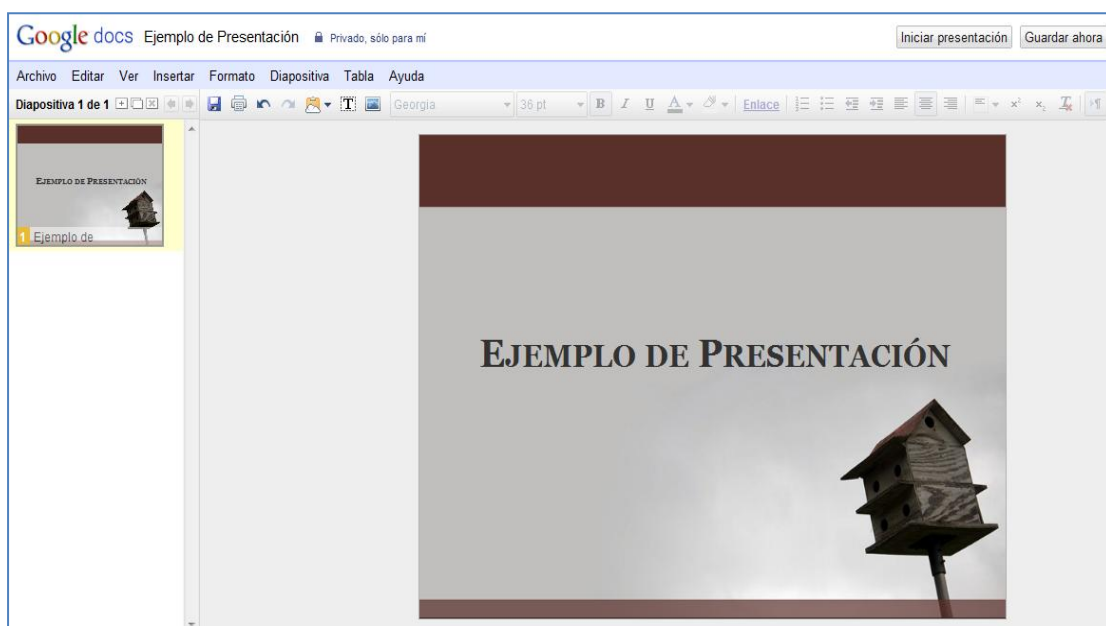 Google docs Ejemplo de Presentación Privado, sólo para mí Iniciar presentación Guardar ahora
Archivo Editar Ver Insertar Formato Diapositiva Tabla Ayuda
Diapositiva 1 de 1 T Georgia 36 pt B I U A Enlace x² x₂ T
EJEMPLO DE PRESENTACIÓN
1 Ejemplo de
EJEMPLO DE PRESENTACIÓN